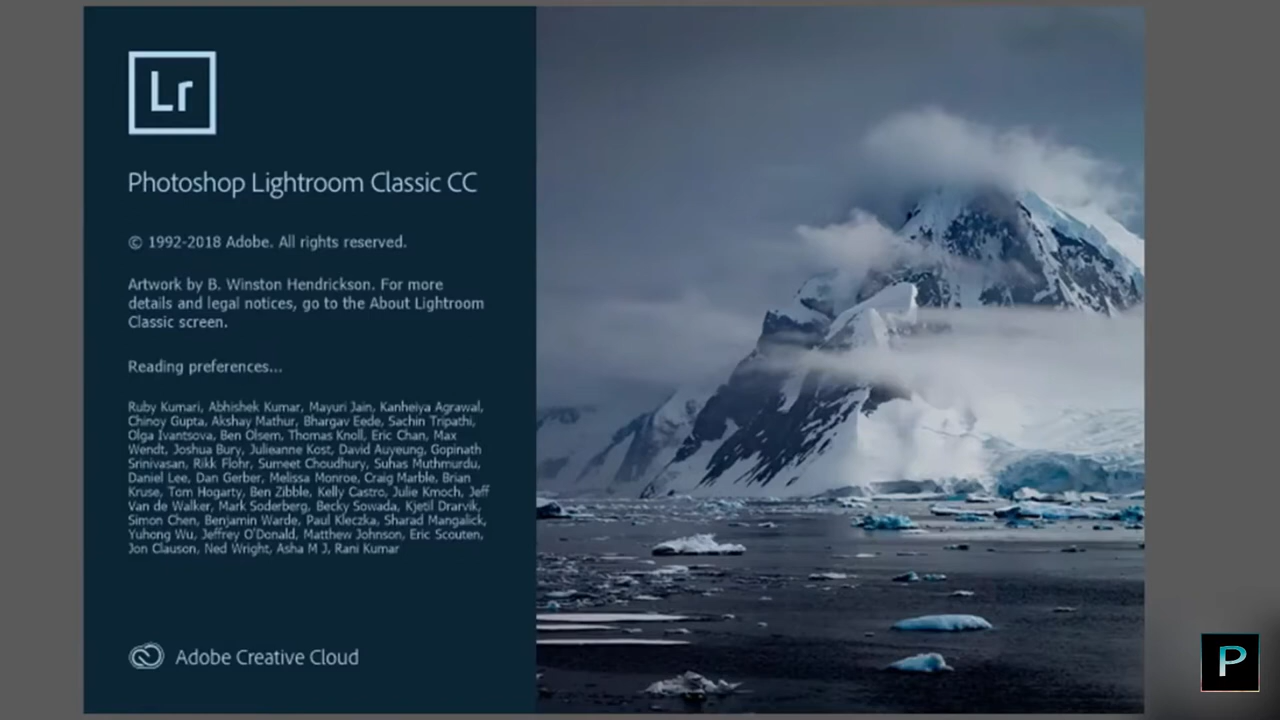 Lr
Photoshop Lightroom Classic CC
© 1992-2018 Adobe. All rights reserved.
Artwork by B. Winston Hendrickson. For more
details and legal notices, go to the About Lightroom
Classic screen.
Reading preferences...
Ruby Kumari, Abhishek Kumar, Mayuri Jain, Kanheiya Agrawal,
Chinoy Gupta, Akshay Mathur, Bhargav Eede, Sachin Tripathi,
Olga Ivantsova, Ben Olsem, Thomas Knoll, Eric Chan, Max
Wendt, Joshua Bury, Julieanne Kost, David Auyeung, Gopinath
Srinivasan, Rikk Flohr, Sumeet Choudhury, Suhas Muthmurdu,
Daniel Lee, Dan Gerber, Melissa Monroe, Craig Marble, Brian
Kruse, Tom Hogarty, Ben Zibble, Kelly Castro, Julie Kmoch, Jeff
Van de Walker, Mark Soderberg, Becky Sowada, Kjetil Drarvik,
Simon Chen, Benjamin Warde, Paul Kleczka, Sharad Mangalick,
Yuhong Wu, Jeffrey O'Donald, Matthew Johnson, Eric Scouten,
Jon Clauson, Ned Wright, Asha M J, Rani Kumar
Adobe Creative Cloud
P